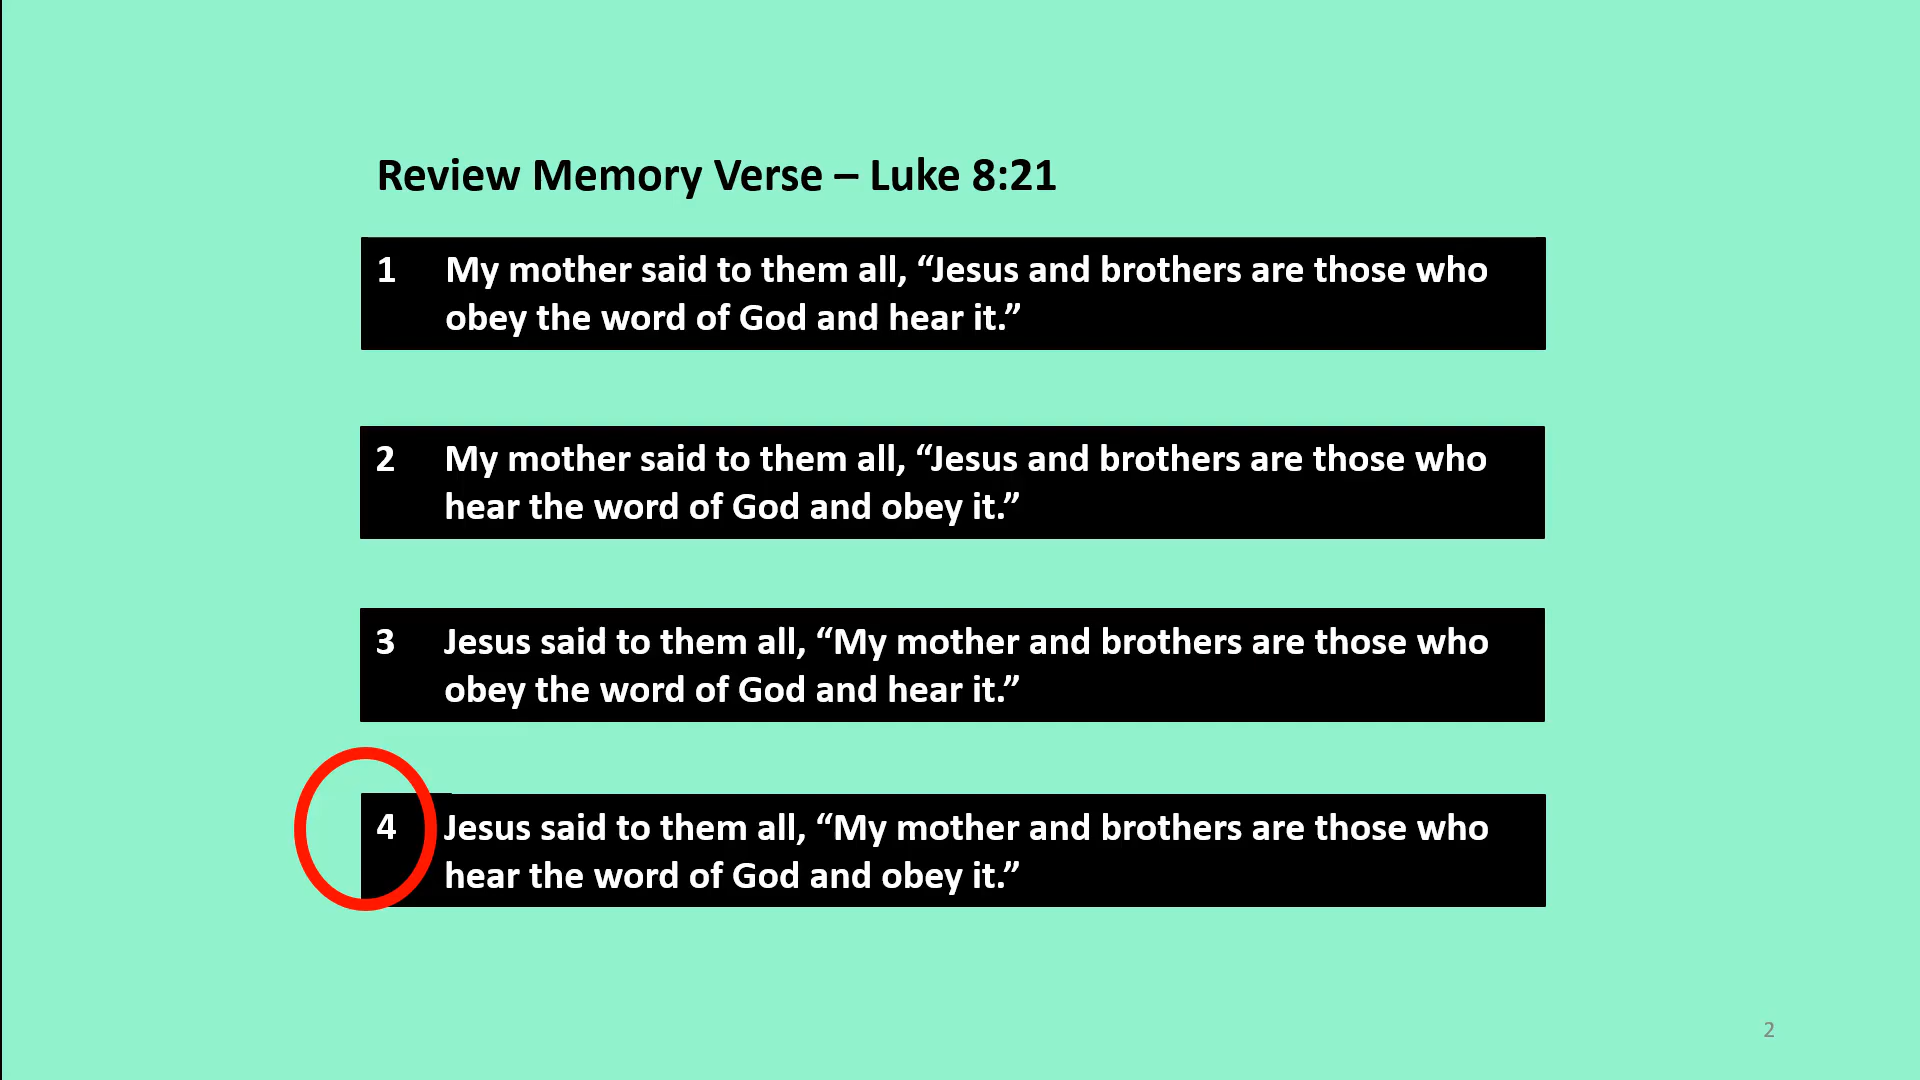 Review Memory Verse – Luke 8:21
1 My mother said to them all, “Jesus and brothers are those who
obey the word of God and hear it.”
2 My mother said to them all, “Jesus and brothers are those who
hear the word of God and obey it.”
3 Jesus said to them all, “My mother and brothers are those who
obey the word of God and hear it.”
4 Jesus said to them all, “My mother and brothers are those who
hear the word of God and obey it.”
2